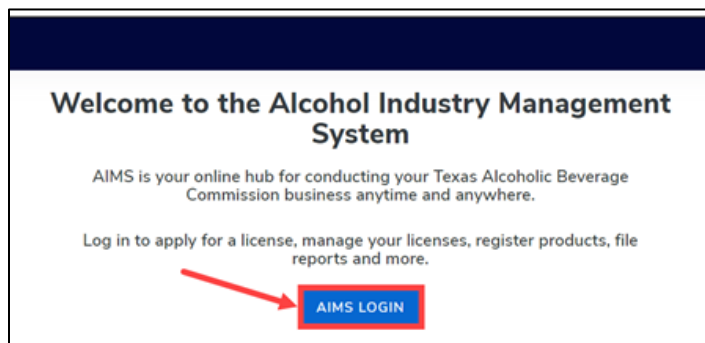 Welcome to the Alcohol Industry Management
System
AIMS is your online hub for conducting your Texas Alcoholic Beverage
Commission business anytime and anywhere.
Log in to apply for a license, manage your licenses, register products, file
reports and more.
AIMS LOGIN